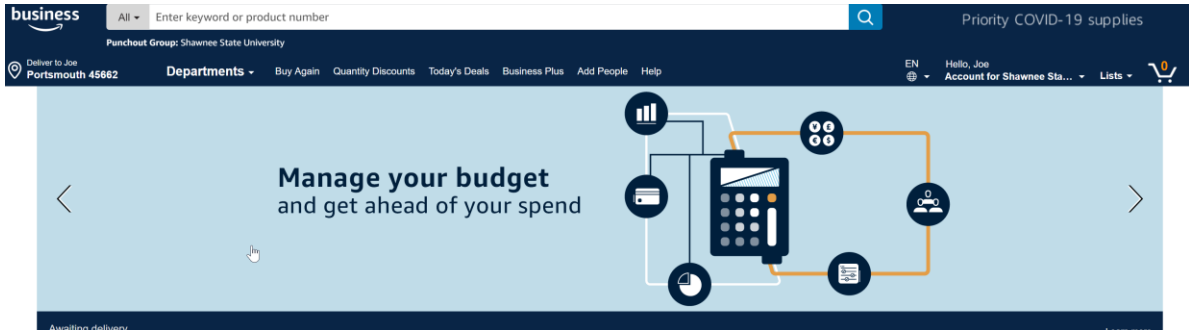 business
All
Enter keyword or product number
Priority COVID-19 supplies
Punchout Group: Shawnee State University
Deliver to Joe
Portsmouth 45662
Departments
Buy Again
Quantity Discounts
Today's Deals
Business Plus
Add People
Help
EN
Hello, Joe
Account for Shawnee Sta...
Lists
0
Manage your budget
and get ahead of your spend
¥ £
€ $
Awaiting delivery
Learn more